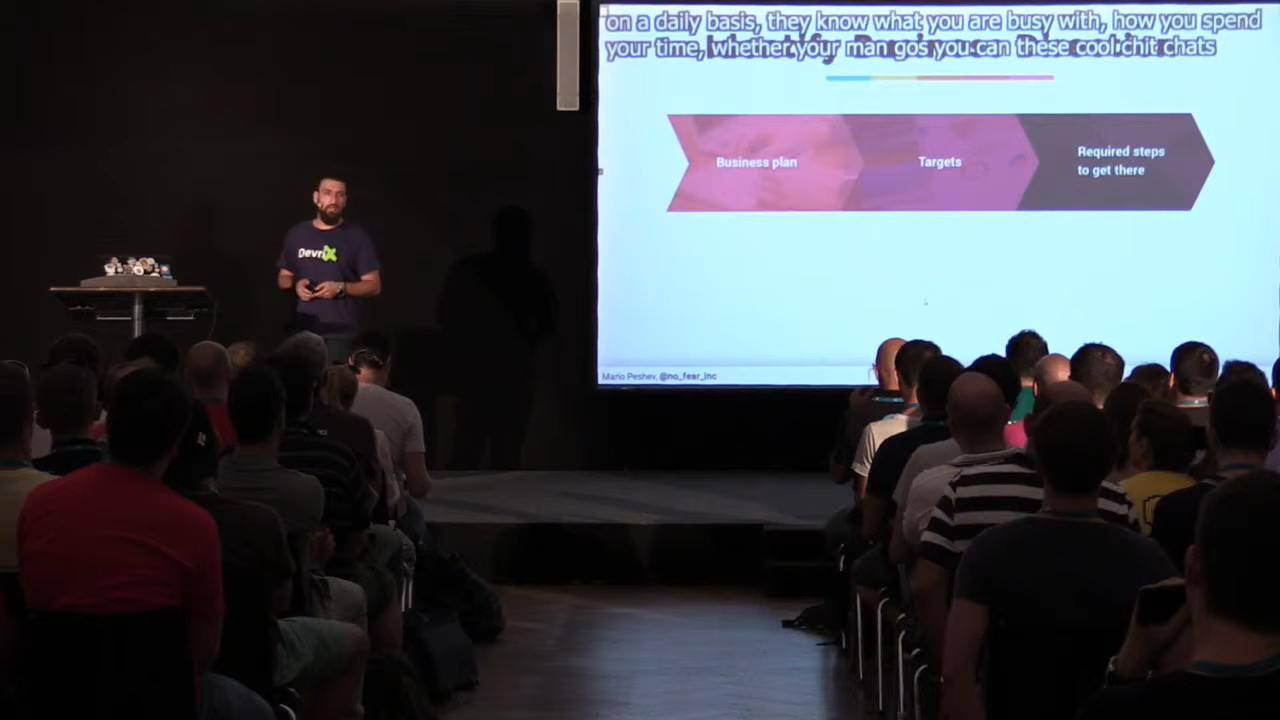 on a daily basis, they know what you are busy with, how you spend
your time, whether your man gos you can these cool chit chats
Business plan
Targets
Required steps
to get there
DevriX
Mario Peshev, @no_fear_inc